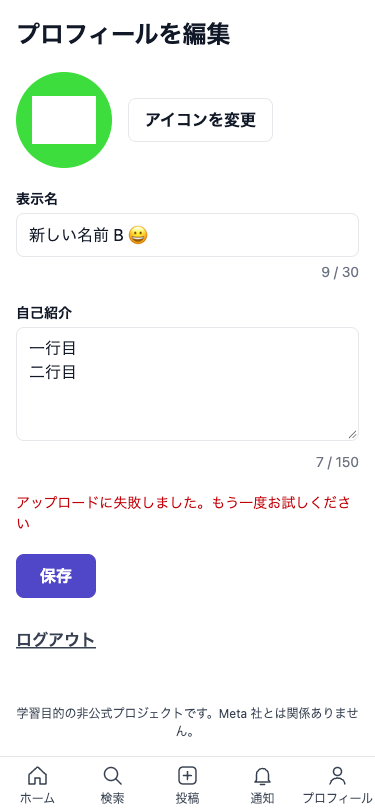 プロフィールを編集
アイコンを変更
表示名
新しい名前 B 😀
9 / 30
自己紹介
一行目
二行目
7 / 150
アップロードに失敗しました。もう一度お試しくださ
い
保存
ログアウト
学習目的の非公式プロジェクトです。Meta 社とは関係ありませ
ん。
ホーム
検索
投稿
通知
プロフィール